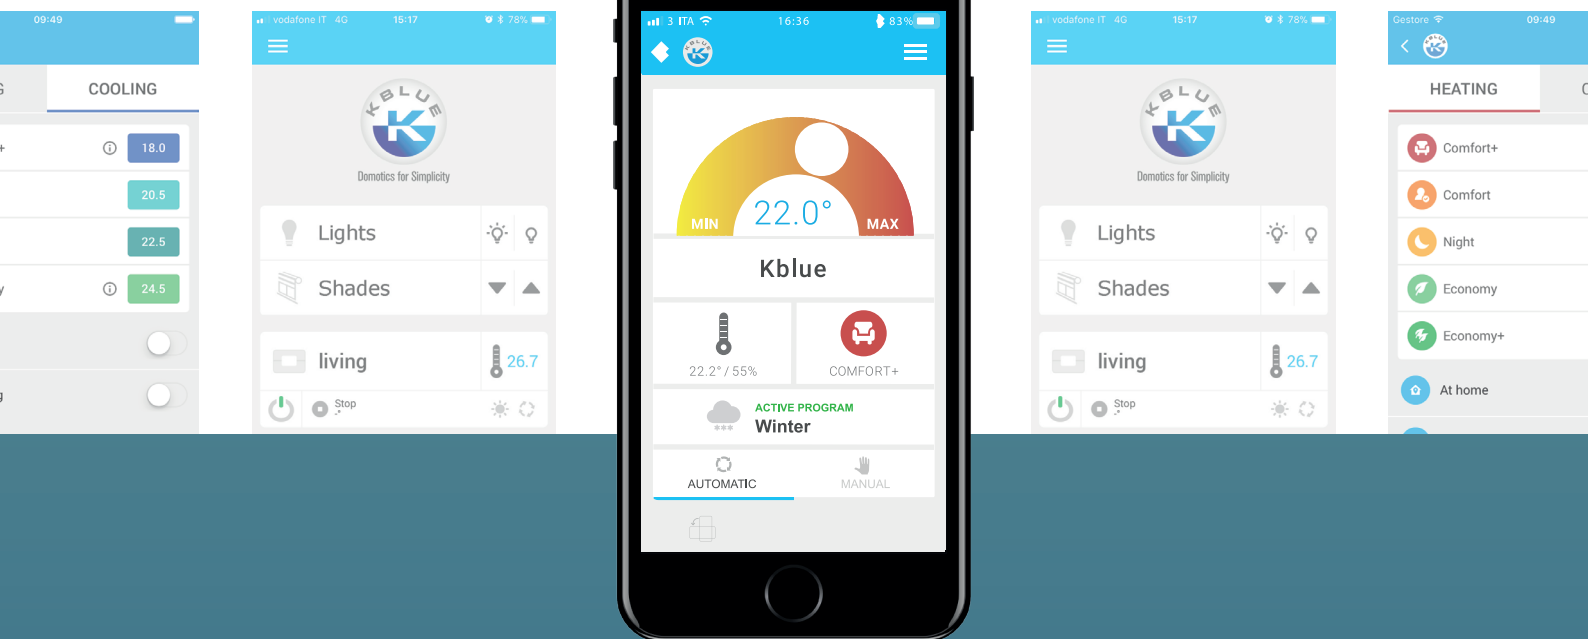 09:49
G
COOLING
+
18.0
20.5
22.5
y
24.5
g
vodafone IT 4G 15:17 78%
KBLUE
K
Domotics for Simplicity
Lights
Shades
living 26.7
Stop
3 ITA 16:36 83%
KBLUE
K
22.0°
MIN MAX
Kblue
22.2° / 55% COMFORT+
ACTIVE PROGRAM
Winter
AUTOMATIC MANUAL
vodafone IT 4G 15:17 78%
KBLUE
K
Domotics for Simplicity
Lights
Shades
living 26.7
Stop
Gestore 09:49
KBLUE
K
HEATING C
Comfort+
Comfort
Night
Economy
Economy+
At home